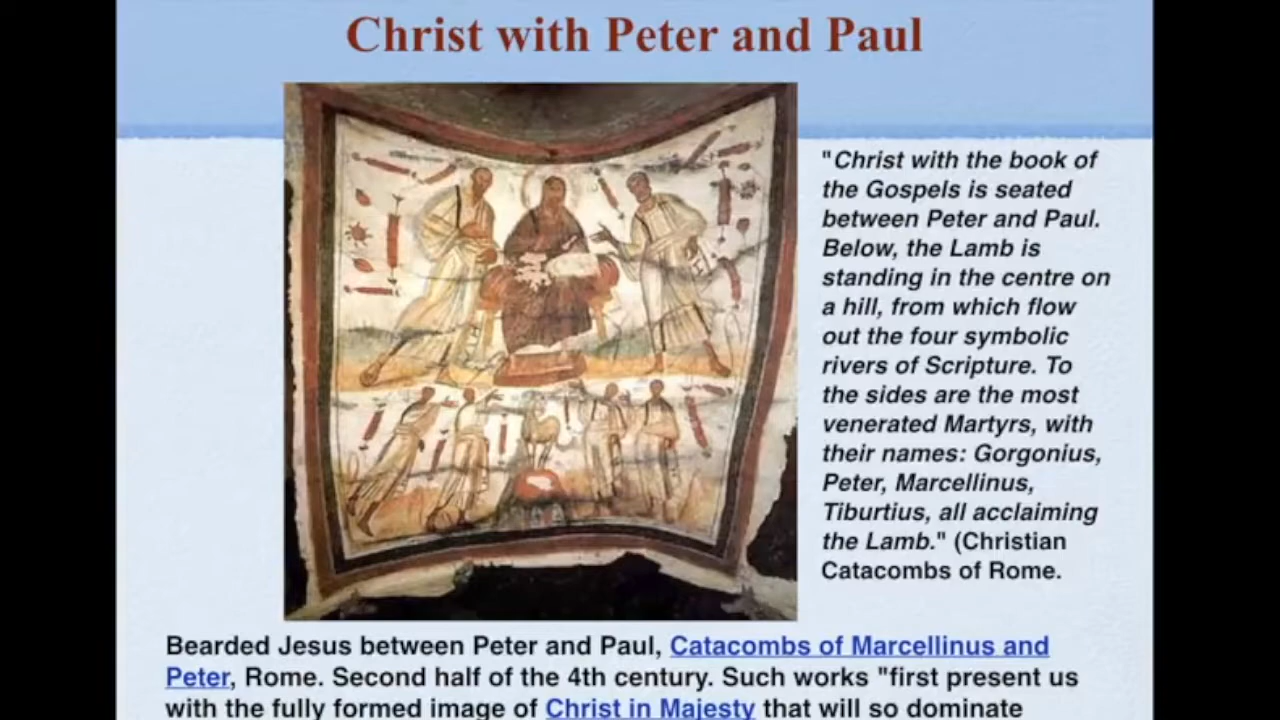 Christ with Peter and Paul
"Christ with the book of
the Gospels is seated
between Peter and Paul.
Below, the Lamb is
standing in the centre on
a hill, from which flow
out the four symbolic
rivers of Scripture. To
the sides are the most
venerated Martyrs, with
their names: Gorgonius,
Peter, Marcellinus,
Tiburtius, all acclaiming
the Lamb." (Christian
Catacombs of Rome.
Bearded Jesus between Peter and Paul, Catacombs of Marcellinus and
Peter, Rome. Second half of the 4th century. Such works "first present us
with the fully formed image of Christ in Majesty that will so dominate